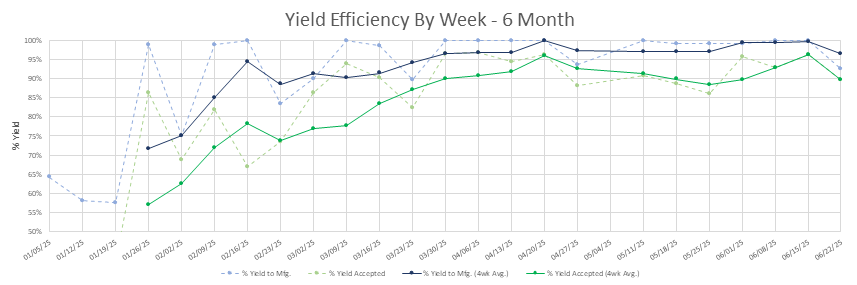 Yield Efficiency By Week - 6 Month
100%
95%
90%
85%
80%
75%
70%
65%
60%
55%
50%
% Yield
01/05/25 01/12/25 01/19/25 01/26/25 02/02/25 02/09/25 02/16/25 02/23/25 03/02/25 03/09/25 03/16/25 03/23/25 03/30/25 04/06/25 04/13/25 04/20/25 04/27/25 05/04/25 05/11/25 05/18/25 05/25/25 06/01/25 06/08/25 06/15/25 06/22/25
% Yield to Mfg. % Yield Accepted % Yield to Mfg. (4wk Avg.) % Yield Accepted (4wk Avg.)